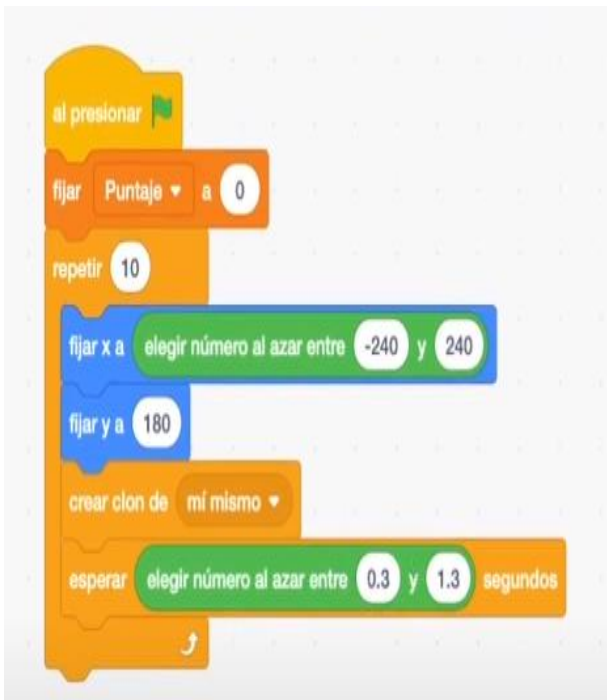 al presionar
fijar Puntaje a 0
repetir 10
fijar x a elegir número al azar entre -240 y 240
fijar y a 180
crear clon de mí mismo
esperar elegir número al azar entre 0.3 y 1.3 segundos